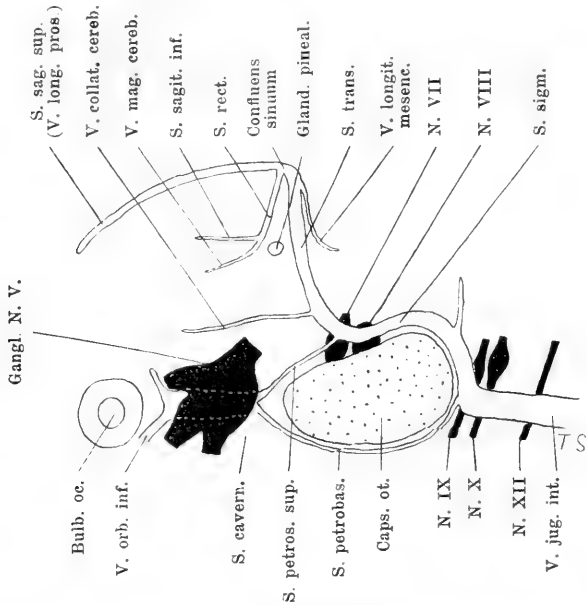 Gangl. N. V.
S. sag. sup.
(V. long. pros.)
V. collat. cereb.
V. mag. cereb.
S. sagit. inf.
S. rect.
Confluens
sinuum
Gland. pineal.
S. trans.
V. longit.
mesenc.
N. VII
N. VIII
S. sigm.
Bulb. oc.
V. orb. inf.
S. cavern.
S. petros. sup.
S. petrobas.
Caps. ot.
N. IX
N. X
N. XII
V. jug. int.
TS